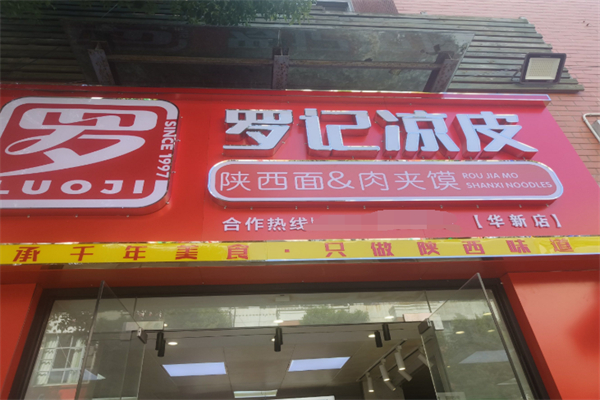 罗
LUOJI
SINCE 1997
罗记凉皮
陕西面&肉夹馍
ROU JIA MO
SHANXI NOODLES
合作热线
【华新店】
承千年美食·只做陕西味道